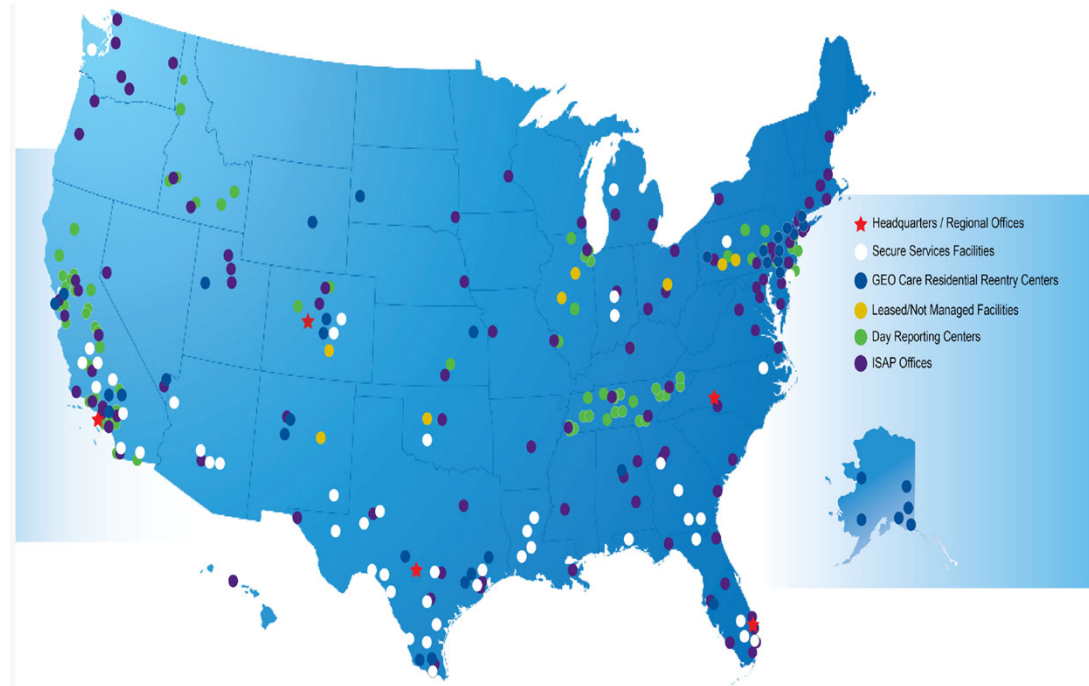 Headquarters / Regional Offices
Secure Services Facilities
GEO Care Residential Reentry Centers
Leased/Not Managed Facilities
Day Reporting Centers
ISAP Offices